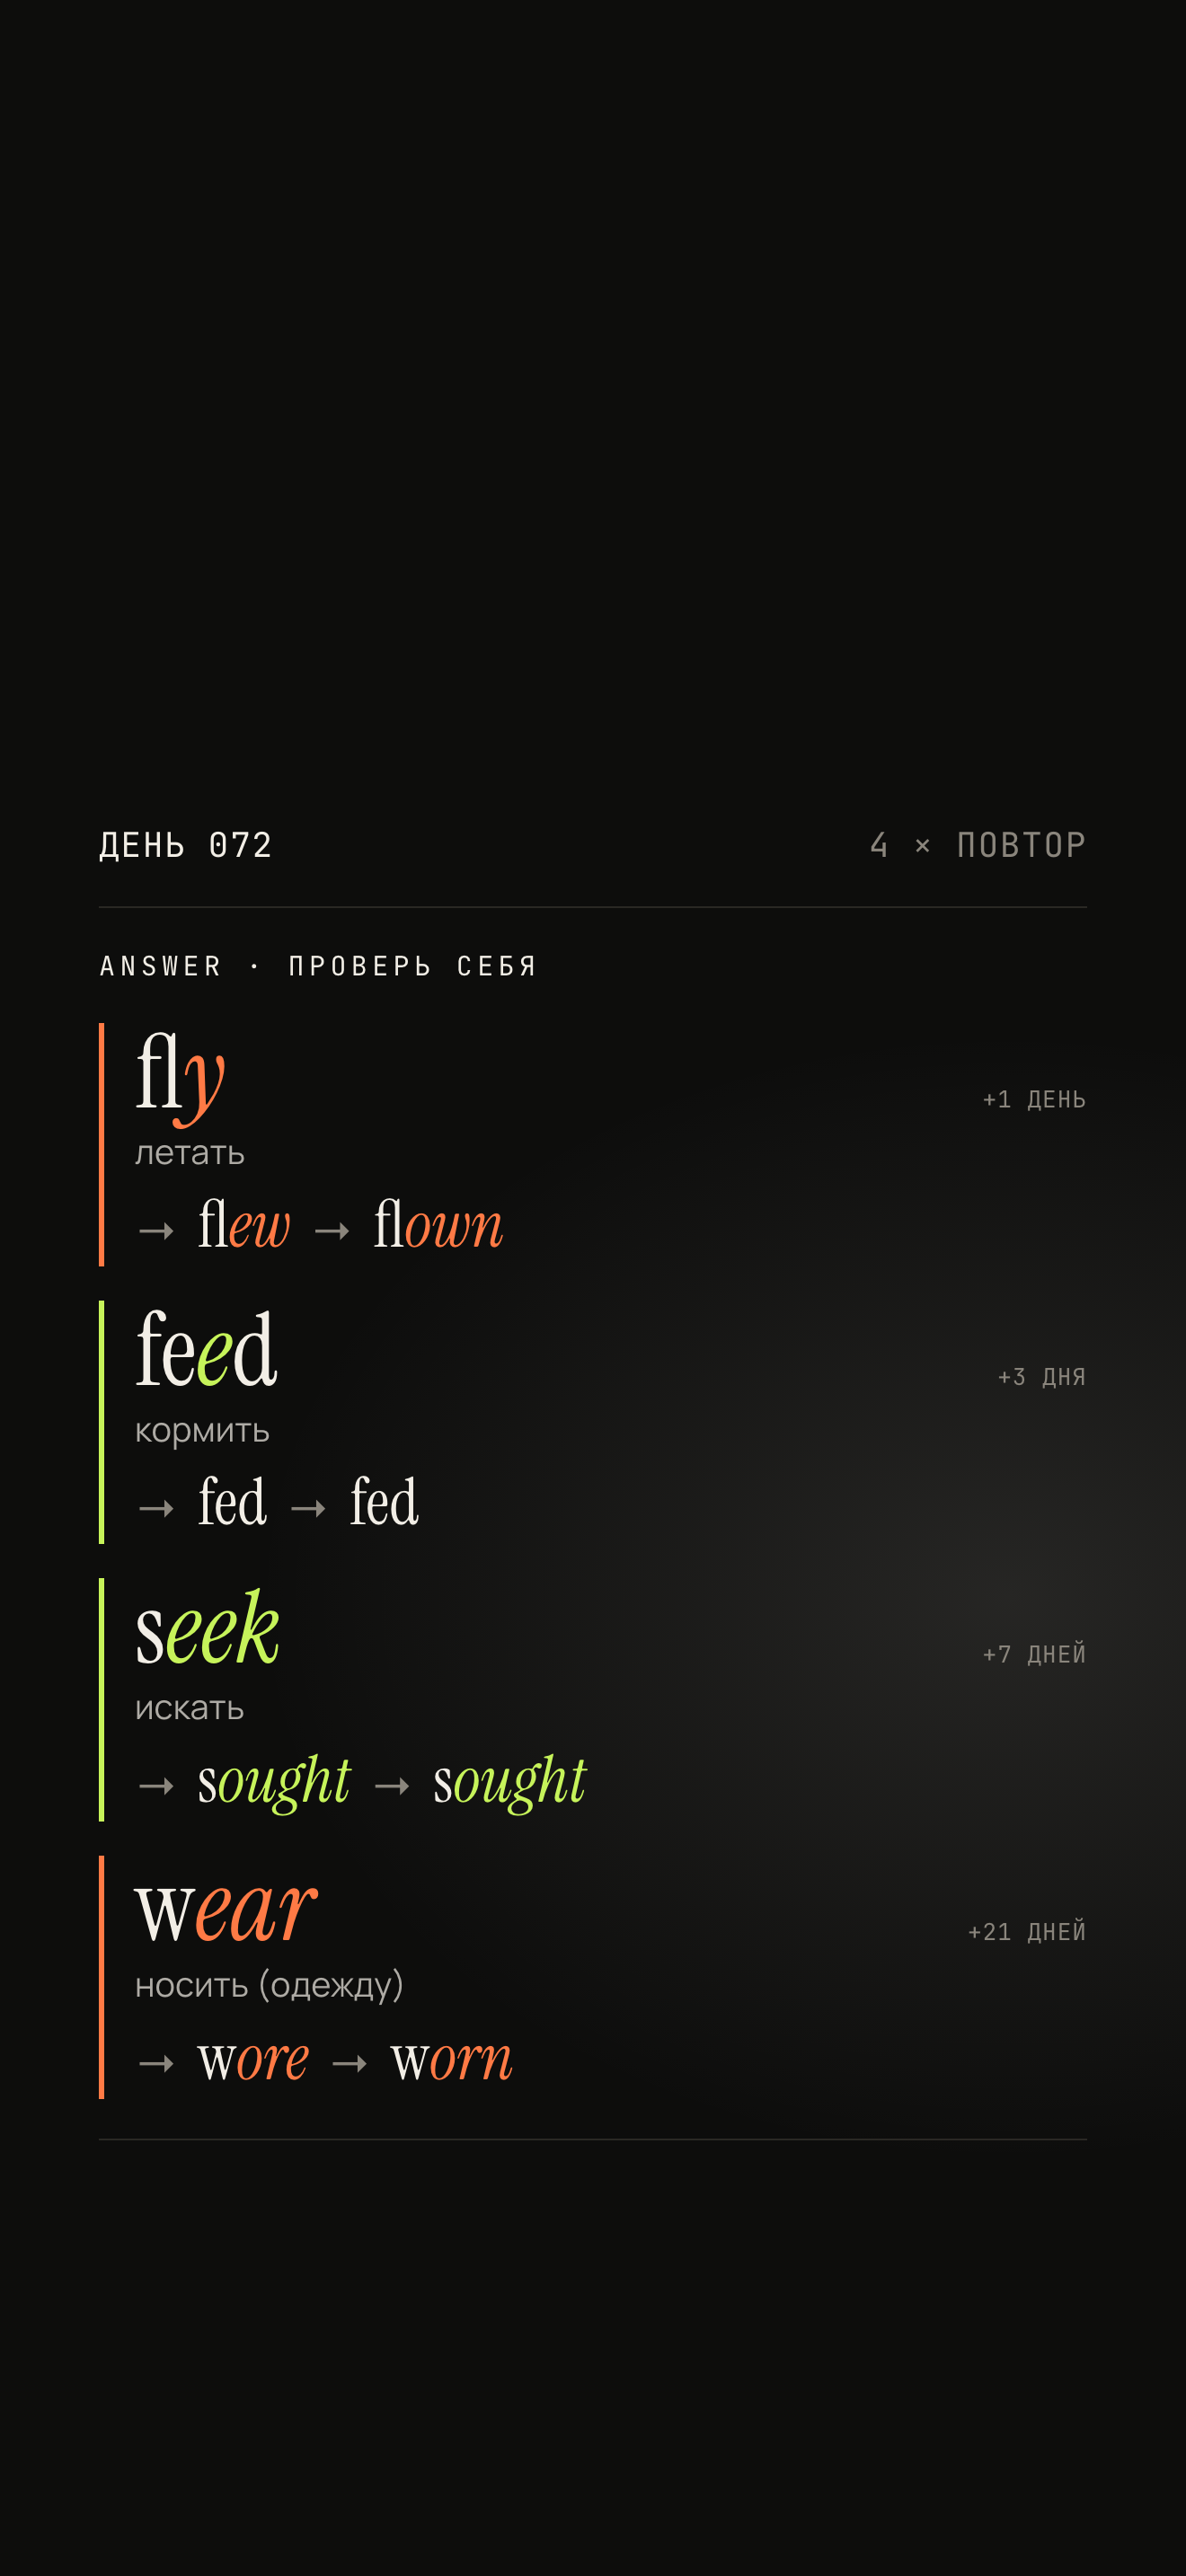 ДЕНЬ 072
4 × ПОВТОР
ANSWER · ПРОВЕРЬ СЕБЯ
fly
+1 ДЕНЬ
летать
→ flew → flown
feed
+3 ДНЯ
кормить
→ fed → fed
seek
+7 ДНЕЙ
искать
→ sought → sought
wear
+21 ДНЕЙ
носить (одежду)
→ wore → worn